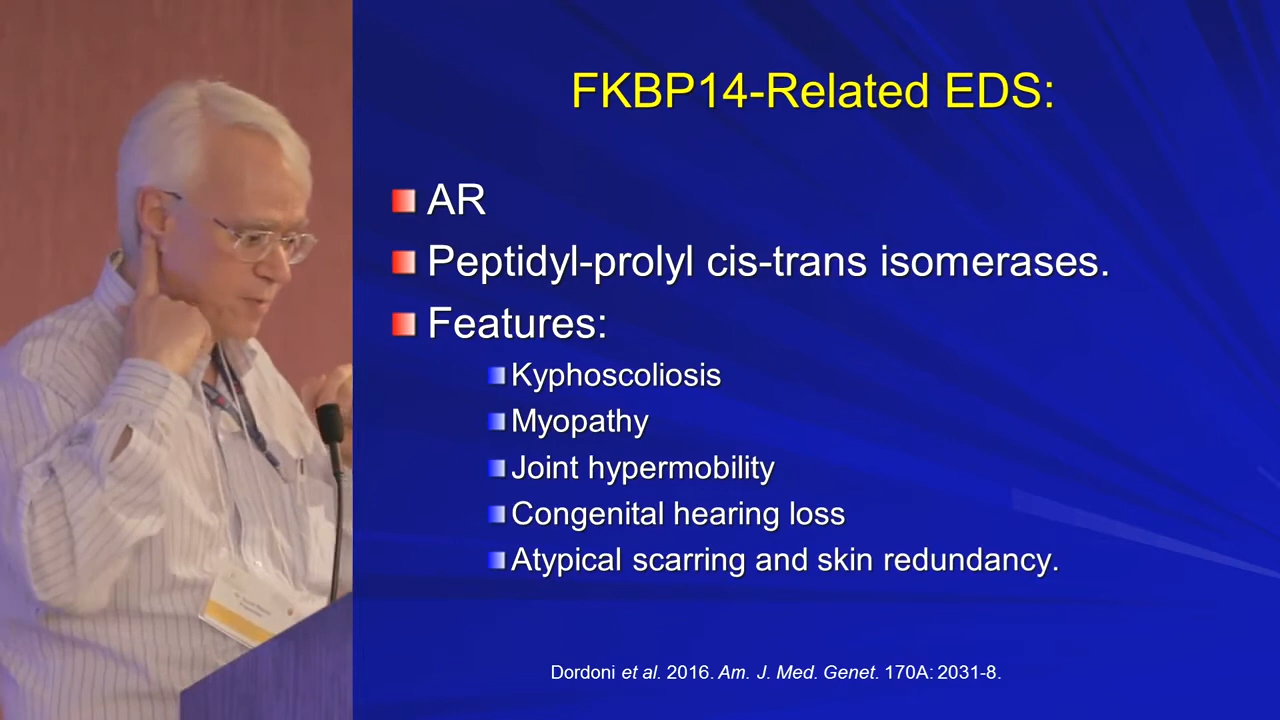 FKBP14-Related EDS:
AR
Peptidyl-prolyl cis-trans isomerases.
Features:
Kyphoscoliosis
Myopathy
Joint hypermobility
Congenital hearing loss
Atypical scarring and skin redundancy.
Dordoni et al. 2016. Am. J. Med. Genet. 170A: 2031-8.